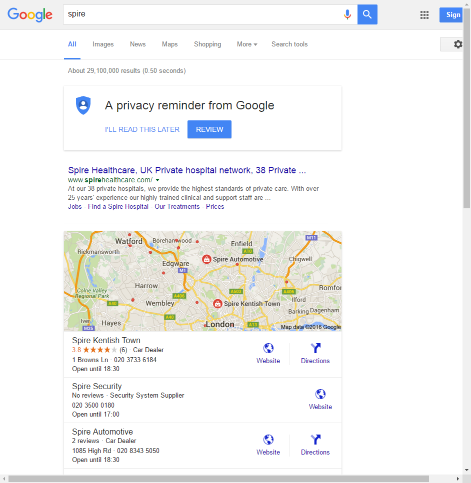 Google
spire
Sign
All Images News Maps Shopping More Search tools
About 29,100,000 results (0.50 seconds)
A privacy reminder from Google
I'LL READ THIS LATER REVIEW
Spire Healthcare, UK Private hospital network, 38 Private ...
www.spirehealthcare.com/
At our 38 private hospitals, we provide the highest standards of private care. With over
25 years' experience our highly trained clinical and support staff are ...
Jobs · Find a Spire Hospital · Our Treatments · Prices
Watford Borehamwood Enfield
Rickmansworth
Spire Automotive Chigwell
Edgware
Harrow Romfor
Colne Valley
Regional Park
Ilford
Wembley Spire Kentish Town
Barking Dagenham
Hayes London
Map data ©2016 Google
Spire Kentish Town
3.8 (6) · Car Dealer
1 Browns Ln · 020 3733 6184
Open until 18:30
Website Directions
Spire Security
No reviews · Security System Supplier
020 3500 0180
Open until 17:00
Website
Spire Automotive
2 reviews · Car Dealer
1085 High Rd · 020 8343 5050
Open until 18:30
Website Directions